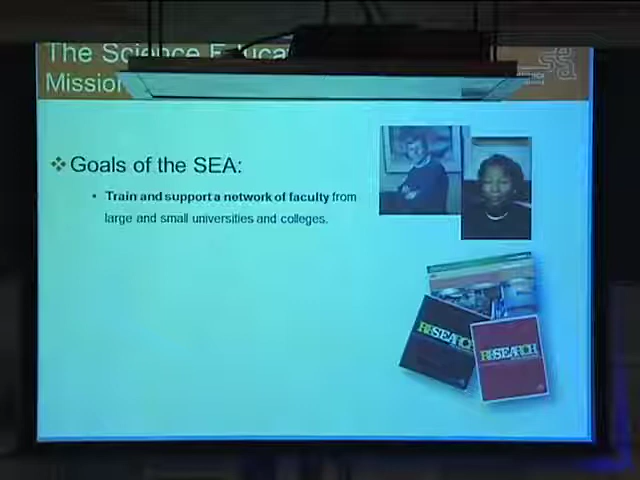 The Science Educa
Mission
Goals of the SEA:
Train and support a network of faculty from
large and small universities and colleges.
RESEARCH
RESEARCH